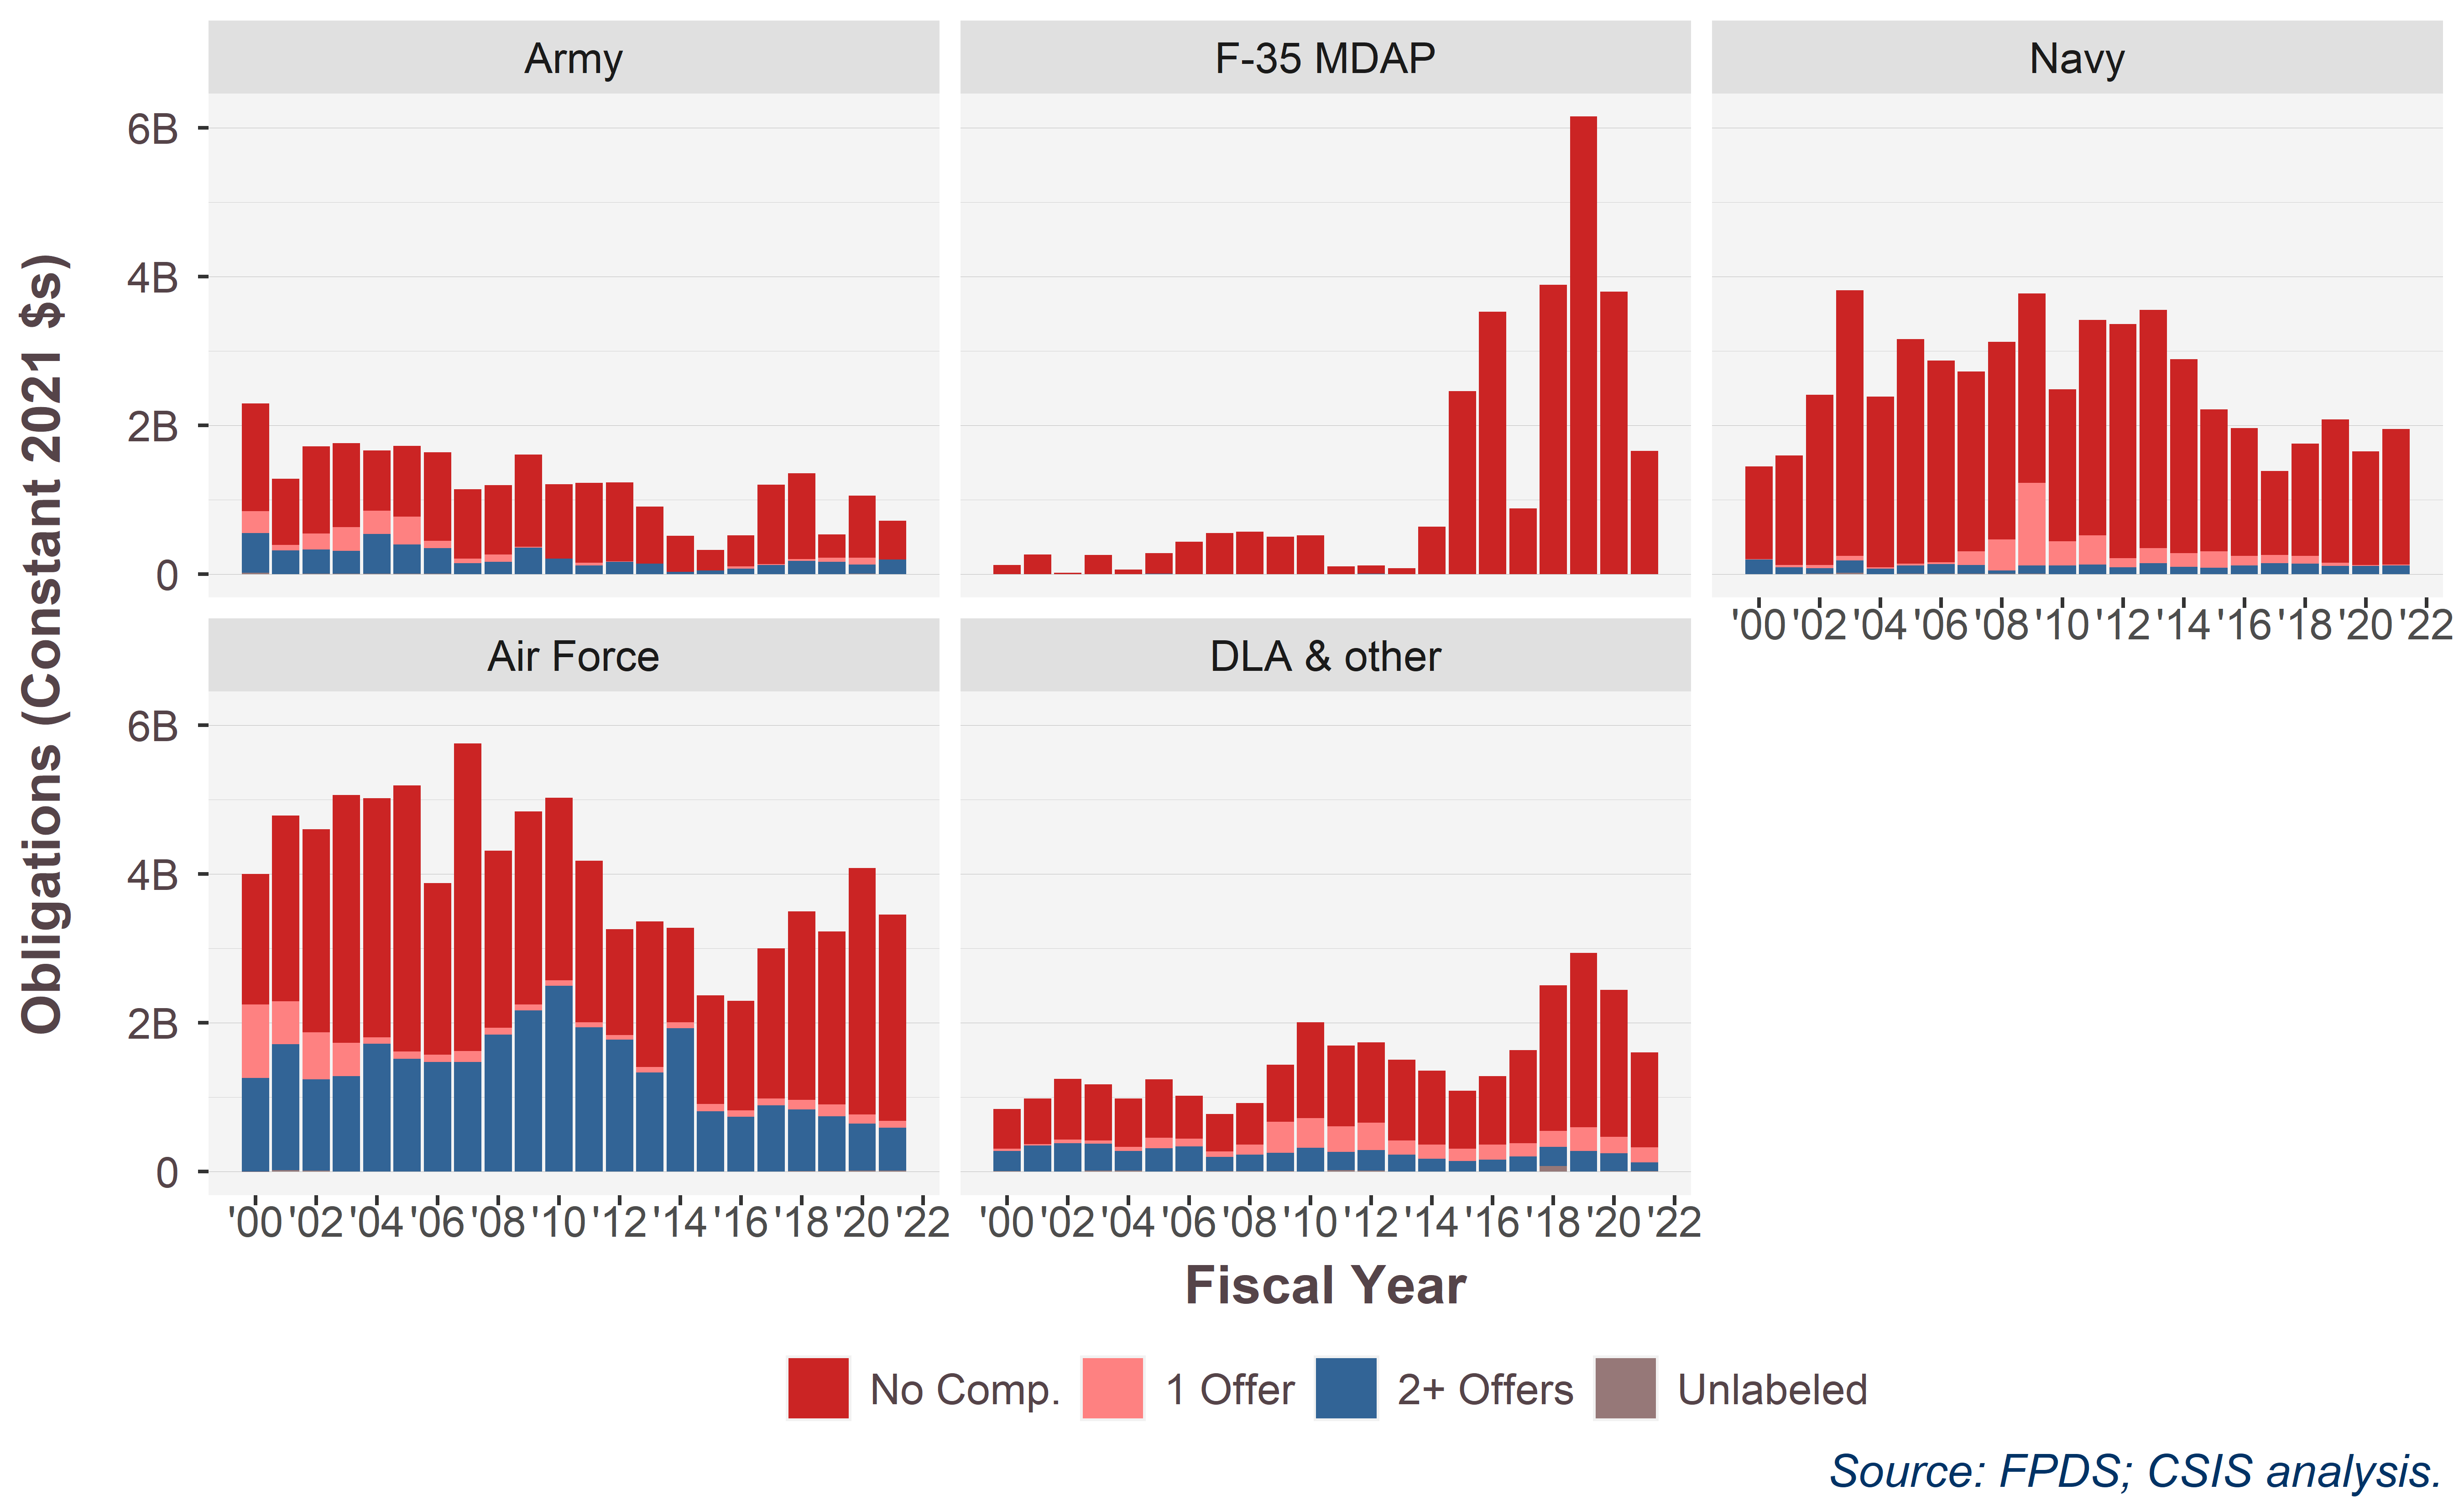 Army
F-35 MDAP
Navy
Obligations (Constant 2021 $s)
6B
4B
2B
0
'00 '02 '04 '06 '08 '10 '12 '14 '16 '18 '20 '22
Air Force
DLA & other
6B
4B
2B
0
'00 '02 '04 '06 '08 '10 '12 '14 '16 '18 '20 '22
'00 '02 '04 '06 '08 '10 '12 '14 '16 '18 '20 '22
Fiscal Year
No Comp. 1 Offer 2+ Offers Unlabeled
Source: FPDS; CSIS analysis.